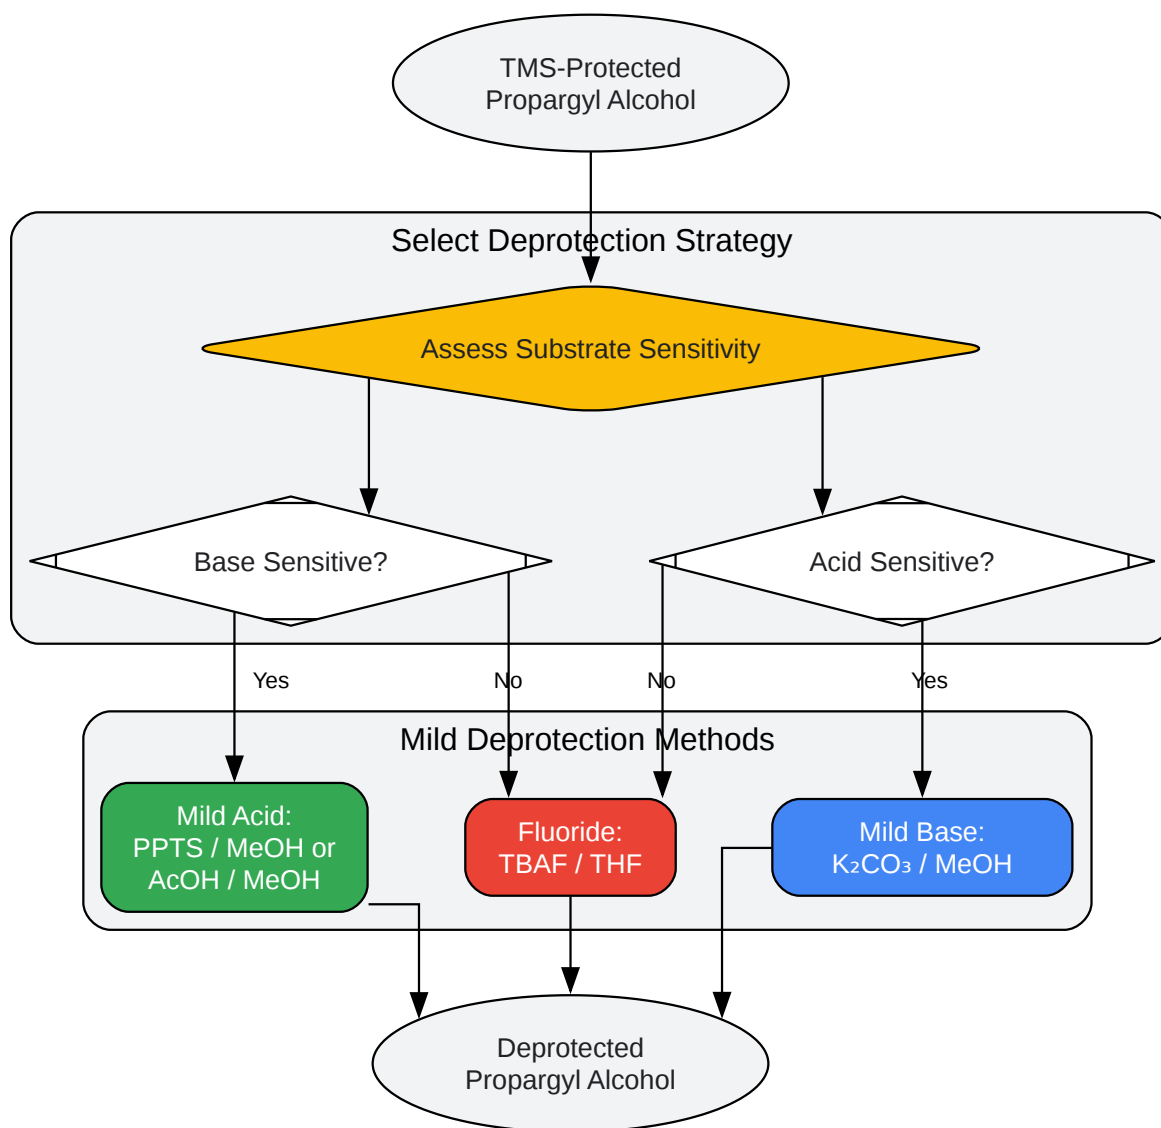 TMS-Protected
Propargyl Alcohol
Select Deprotection Strategy
Assess Substrate Sensitivity
Base Sensitive?
Acid Sensitive?
Yes
No
No
Yes
Mild Deprotection Methods
Mild Acid:
PPTS / MeOH or
AcOH / MeOH
Fluoride:
TBAF / THF
Mild Base:
K₂CO₃ / MeOH
Deprotected
Propargyl Alcohol